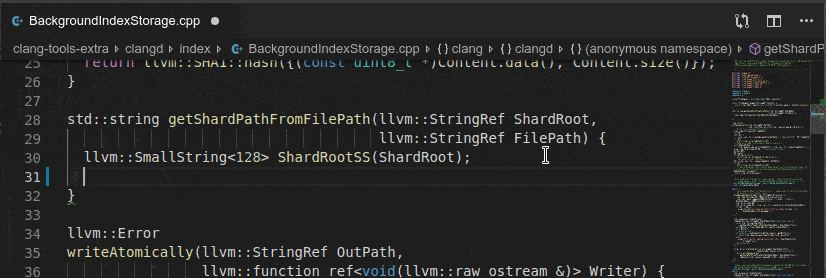 BackgroundIndexStorage.cpp
clang-tools-extra › clangd › index › BackgroundIndexStorage.cpp › {} clang › {} clangd › {} (anonymous namespace) › getShardP
25 return llvm::SHA1::hash({(const uint8_t *)Content.data(), Content.size()});
26 }
27
28 std::string getShardPathFromFilePath(llvm::StringRef ShardRoot,
29 llvm::StringRef FilePath) {
30 llvm::SmallString<128> ShardRootSS(ShardRoot);
31
32 }
33
34 llvm::Error
35 writeAtomically(llvm::StringRef OutPath,
36 llvm::function_ref<void(llvm::raw_ostream &)> Writer) {